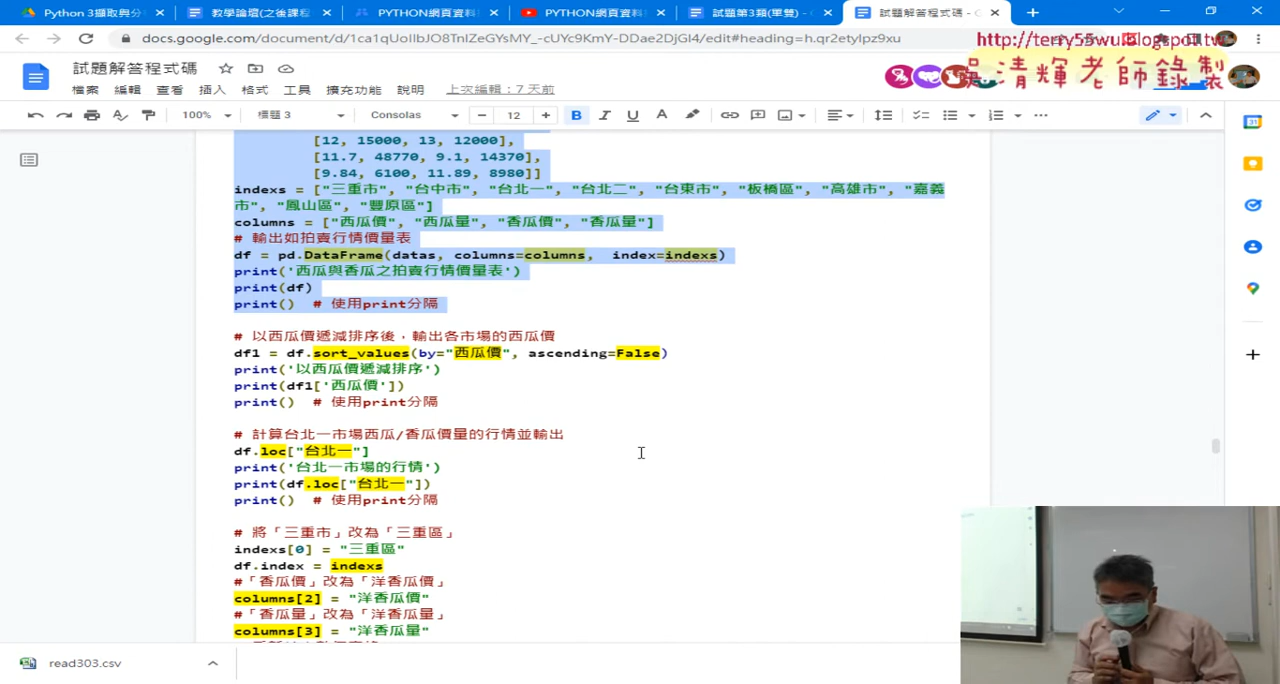 Python 3擷取與分
教學論壇(之後課程
PYTHON網頁資料
PYTHON網頁資料
試題第3類(單雙)
試題解答程式碼 -
http://terry55wu.blogspot.tw
吳清輝老師錄製
試題解答程式碼
檔案 編輯 查看 插入 格式 工具 擴充功能 說明 上次編輯：7 天前
100% 標題 3 Consolas 12
[12, 15000, 13, 12000],
[11.7, 48770, 9.1, 14370],
[9.84, 6100, 11.89, 8980]]
indexs = ["三重市", "台中市", "台北一", "台北二", "台東市", "板橋區", "高雄市", "嘉義
市", "鳳山區", "豐原區"]
columns = ["西瓜價", "西瓜量", "香瓜價", "香瓜量"]
# 輸出如拍賣行情價量表
df = pd.DataFrame(datas, columns=columns, index=indexs)
print('西瓜與香瓜之拍賣行情價量表')
print(df)
print() # 使用print分隔
# 以西瓜價遞減排序後，輸出各市場的西瓜價
df1 = df.sort_values(by="西瓜價", ascending=False)
print('以西瓜價遞減排序')
print(df1['西瓜價'])
print() # 使用print分隔
# 計算台北一市場西瓜/香瓜價量的行情並輸出
df.loc["台北一"]
print('台北一市場的行情')
print(df.loc["台北一"])
print() # 使用print分隔
# 將「三重市」改為「三重區」
indexs[0] = "三重區"
df.index = indexs
#「香瓜價」改為「洋香瓜價」
columns[2] = "洋香瓜價"
#「香瓜量」改為「洋香瓜量」
columns[3] = "洋香瓜量"
read303.csv